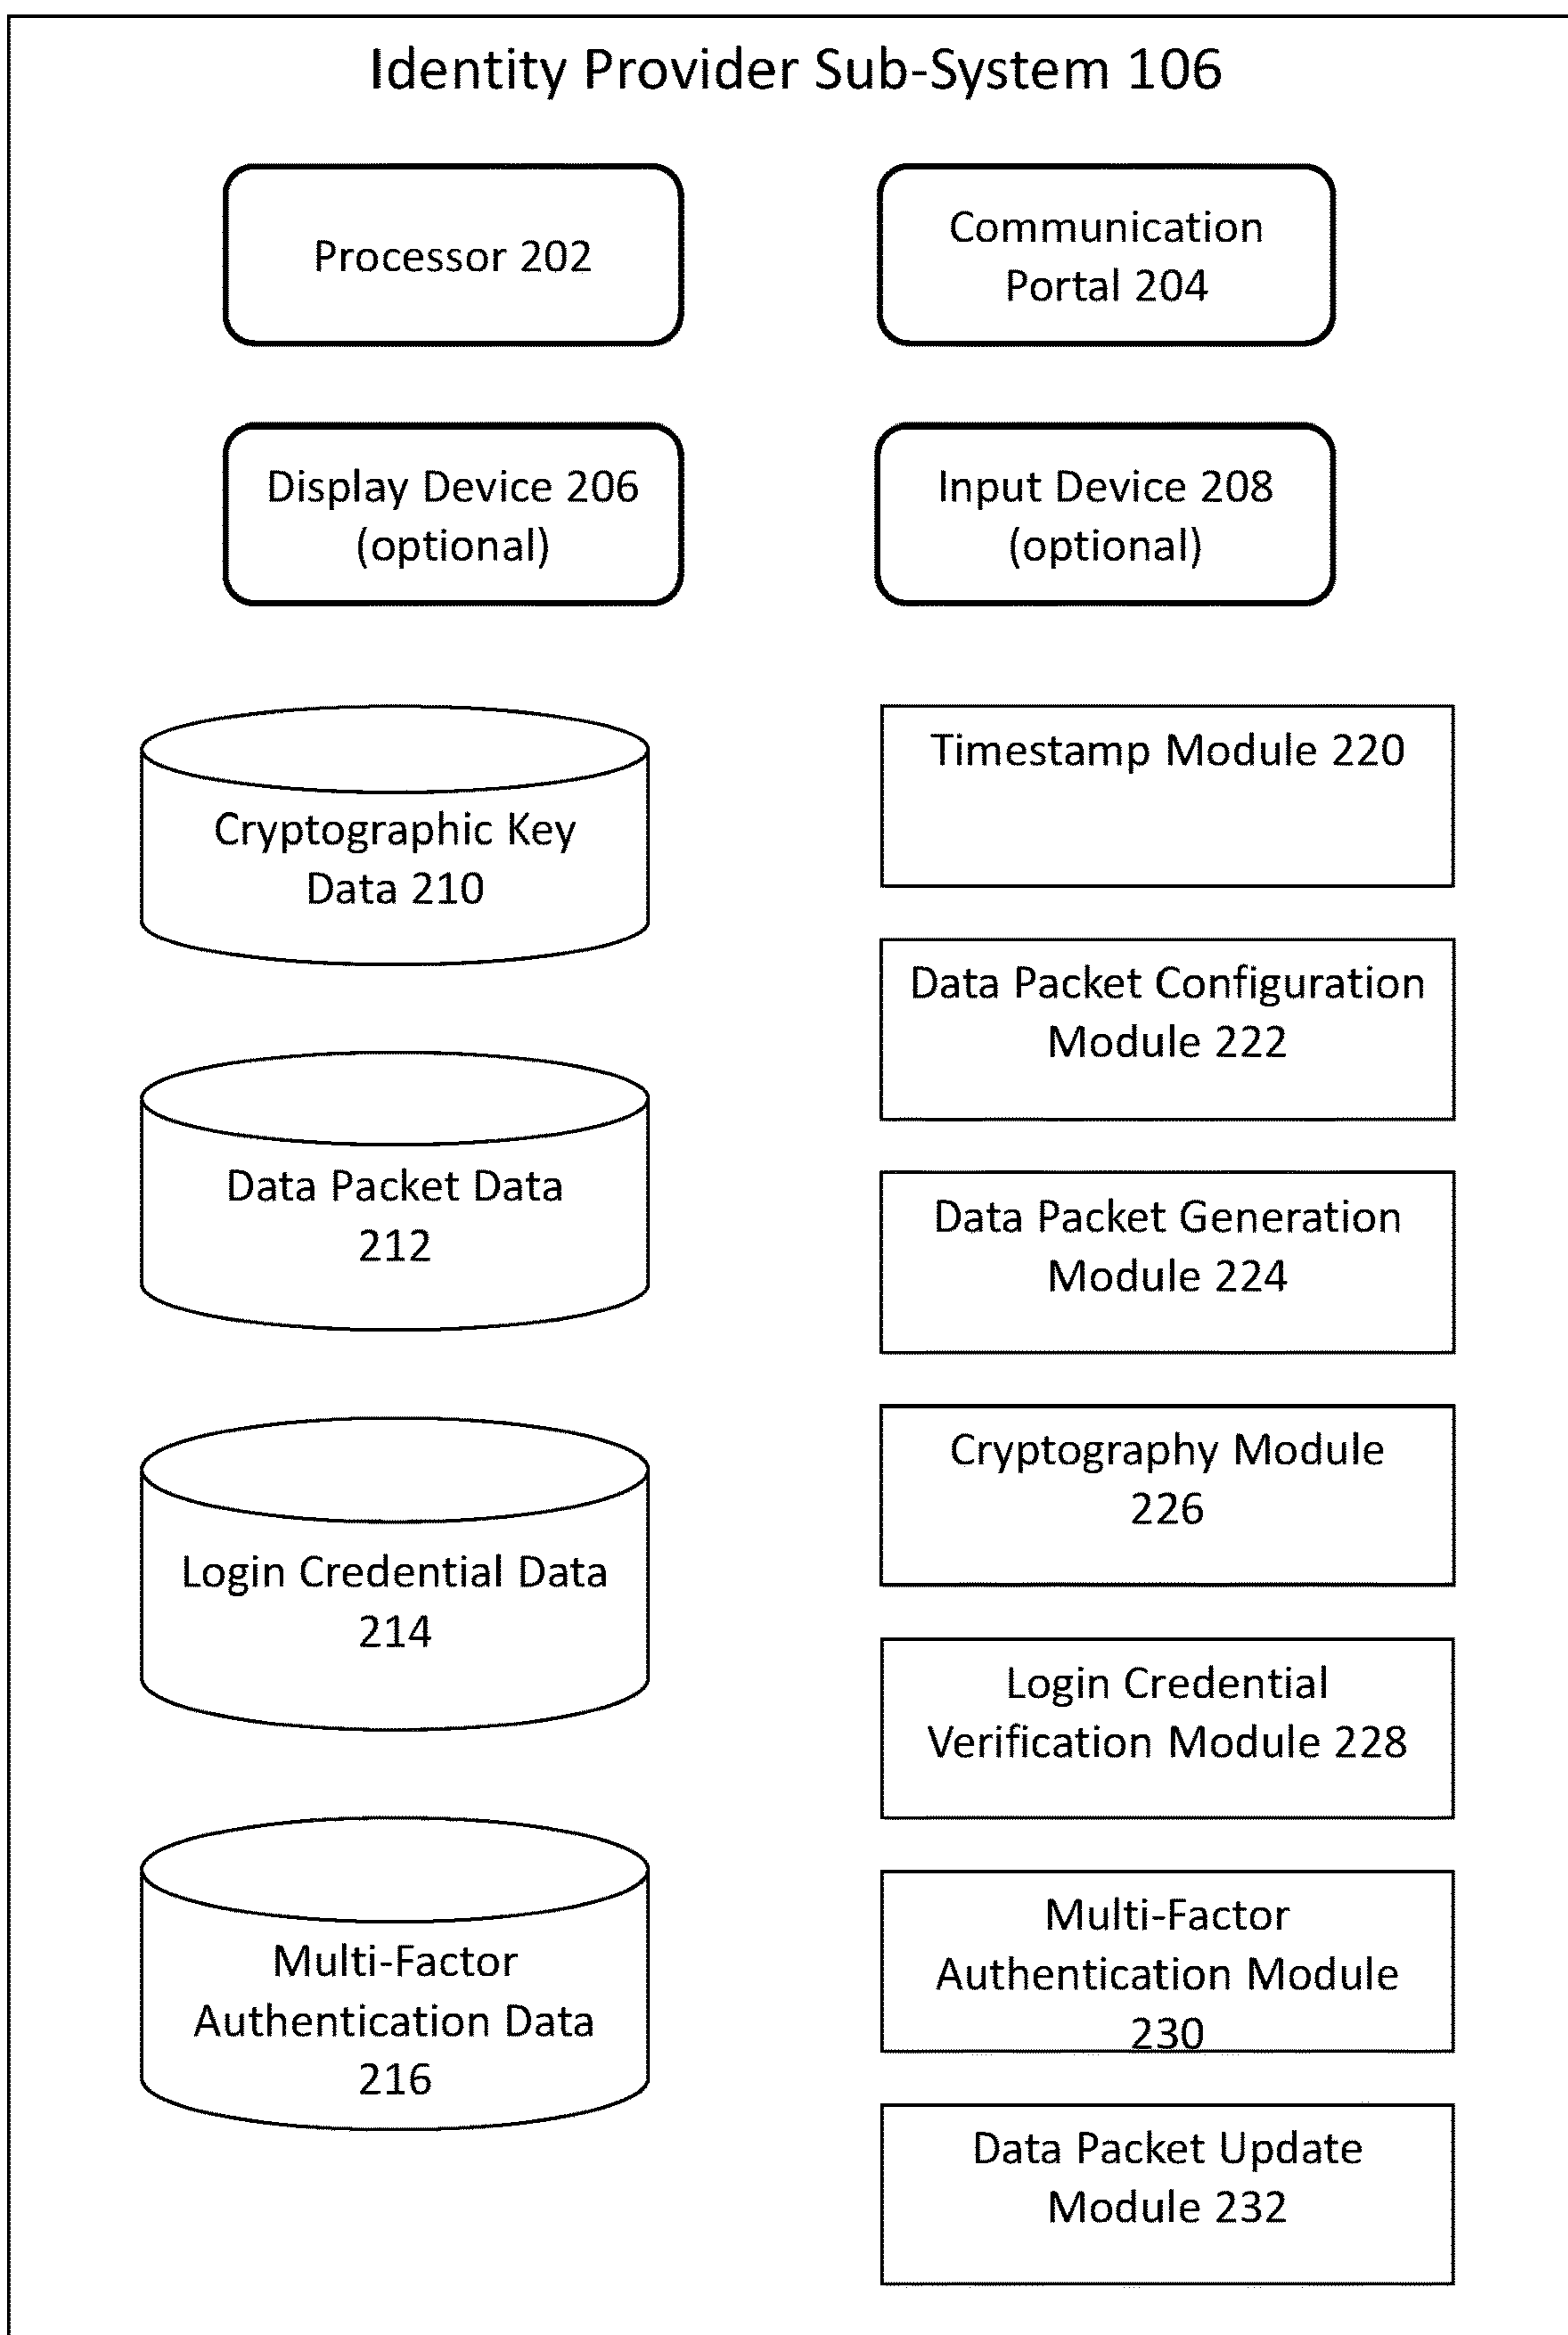 Identity Provider Sub-System 106
Processor 202
Communication
Portal 204
Display Device 206
(optional)
Input Device 208
(optional)
Cryptographic Key
Data 210
Data Packet Data
212
Login Credential Data
214
Multi-Factor
Authentication Data
216
Timestamp Module 220
Data Packet Configuration
Module 222
Data Packet Generation
Module 224
Cryptography Module
226
Login Credential
Verification Module 228
Multi-Factor
Authentication Module
230
Data Packet Update
Module 232